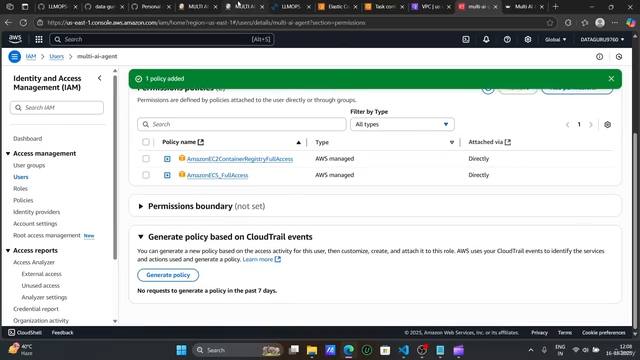 LLMOPS
data gur
Personal
MULTI AI
MULTI AI
LLMOPS
Elastic Co
Task cont
VPC | us
multi-ai-a
Multi AI
https://us-east-1.console.aws.amazon.com/iam/home?region=us-east-1#/users/details/multi-ai-agent?section=permissions
aws
Search
[Alt+S]
Global
DATAGURU9760
IAM > Users > multi-ai-agent
Identity and Access Management (IAM)
Search IAM
Dashboard
Access management
User groups
Users
Roles
Policies
Identity providers
Account settings
Root access management New
Access reports
Access Analyzer
External access
Unused access
Analyzer settings
Credential report
Organization activity
1 policy added
Permissions are defined by policies attached to the user directly or through groups.
Filter by Type
Search
All types
1
Policy name
Type
Attached via
AmazonEC2ContainerRegistryFullAccess
AWS managed
Directly
AmazonECS_FullAccess
AWS managed
Directly
Permissions boundary (not set)
Generate policy based on CloudTrail events
You can generate a new policy based on the access activity for this user, then customize, create, and attach it to this role. AWS uses your CloudTrail events to identify the services
and actions used and generate a policy. Learn more
Generate policy
No requests to generate a policy in the past 7 days.
CloudShell
Feedback
© 2025, Amazon Web Services, Inc. or its affiliates.
Privacy
Terms
Cookie preferences
40°C
Haze
Search
ENG
IN
12:08